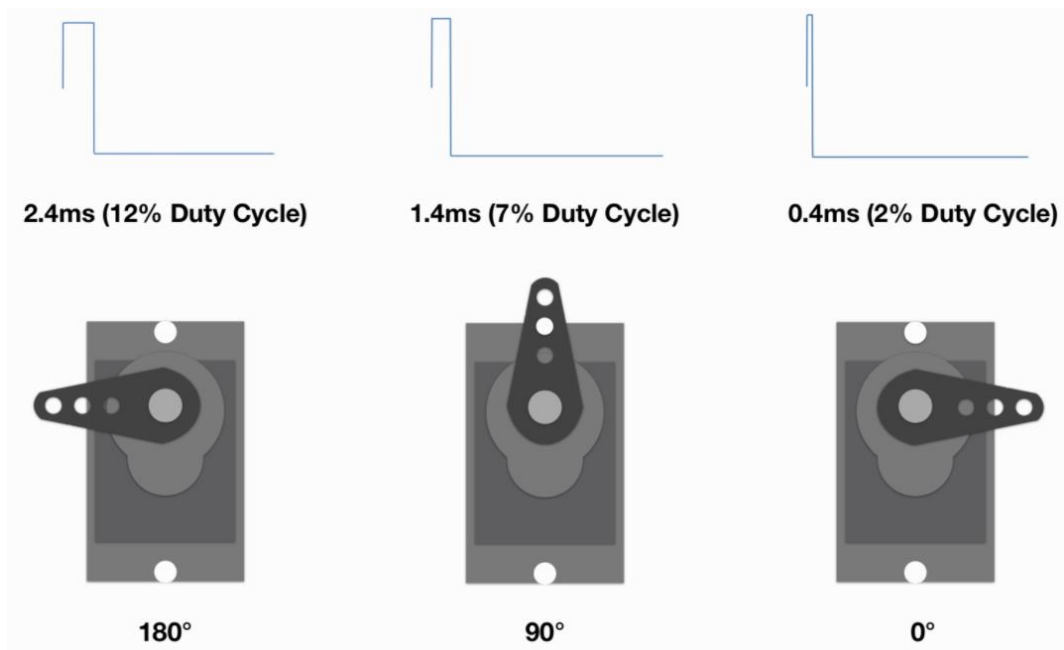 2.4ms (12% Duty Cycle)
1.4ms (7% Duty Cycle)
0.4ms (2% Duty Cycle)
180°
90°
0°